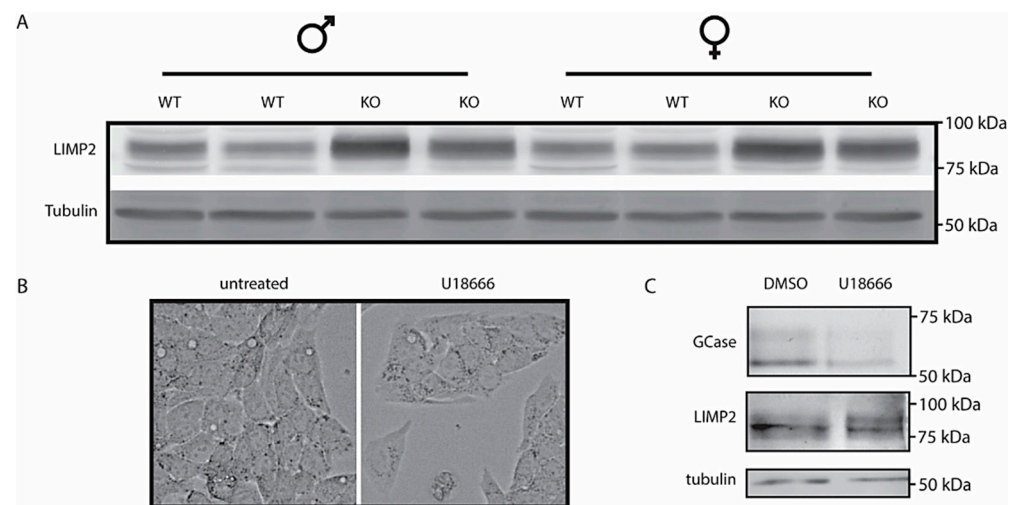 A
♂ ♀
WT WT KO KO WT WT KO KO
LIMP2
100 kDa
75 kDa
Tubulin
50 kDa
B
untreated U18666
C
DMSO U18666
GCase
75 kDa
50 kDa
LIMP2
100 kDa
75 kDa
tubulin
50 kDa